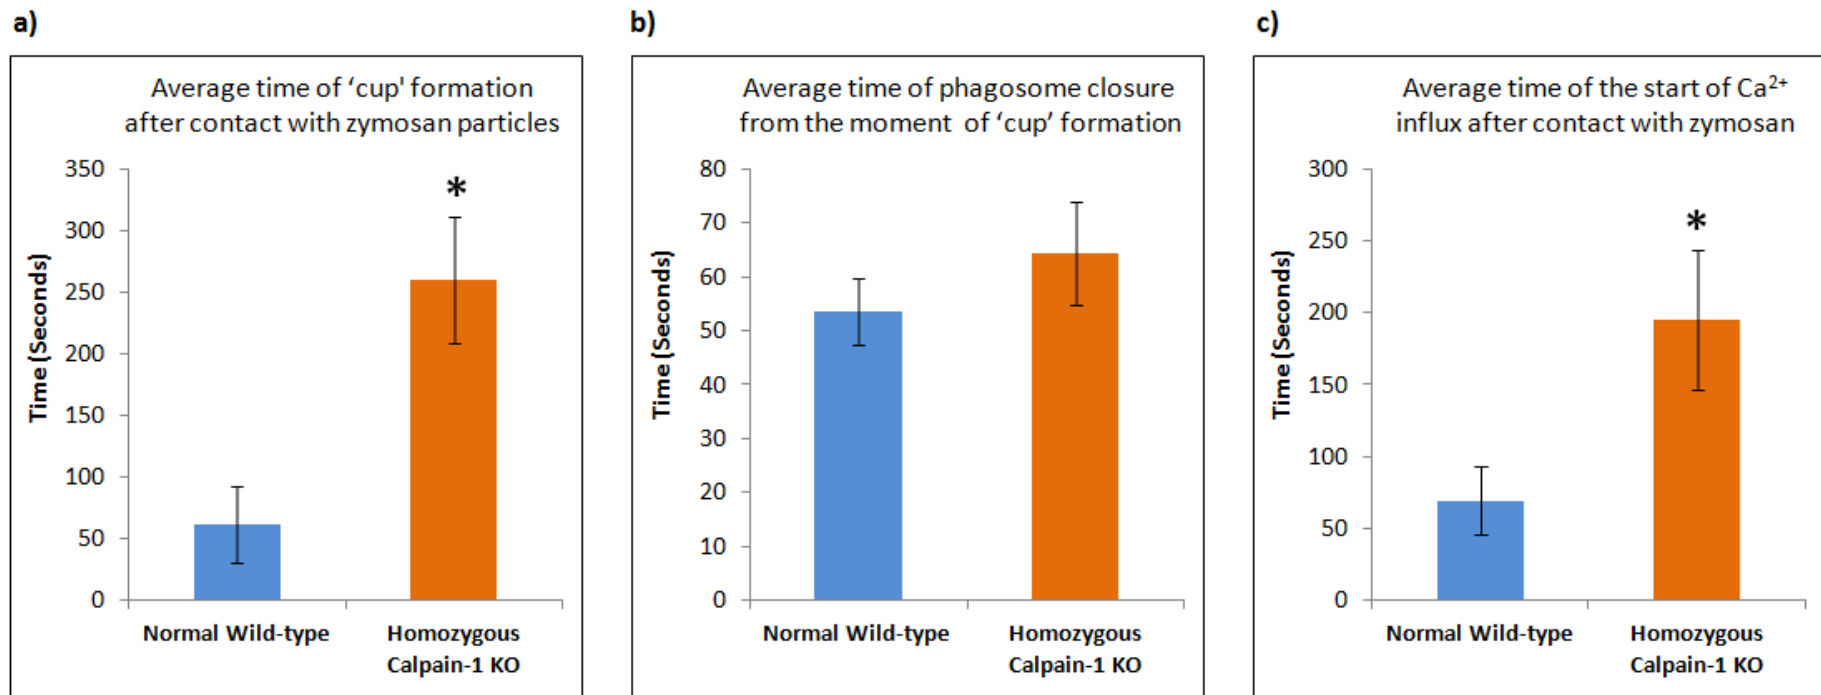 a)
Average time of ‘cup' formation
after contact with zymosan particles
350
300
250
200
150
100
50
0
Time (Seconds)
*
Normal Wild-type
Homozygous
Calpain-1 KO
b)
Average time of phagosome closure
from the moment of ‘cup’ formation
80
70
60
50
40
30
20
10
0
Time (Seconds)
Normal Wild-type
Homozygous
Calpain-1 KO
c)
Average time of the start of Ca²⁺
influx after contact with zymosan
300
250
200
150
100
50
0
Time (Seconds)
*
Normal Wild-type
Homozygous
Calpain-1 KO